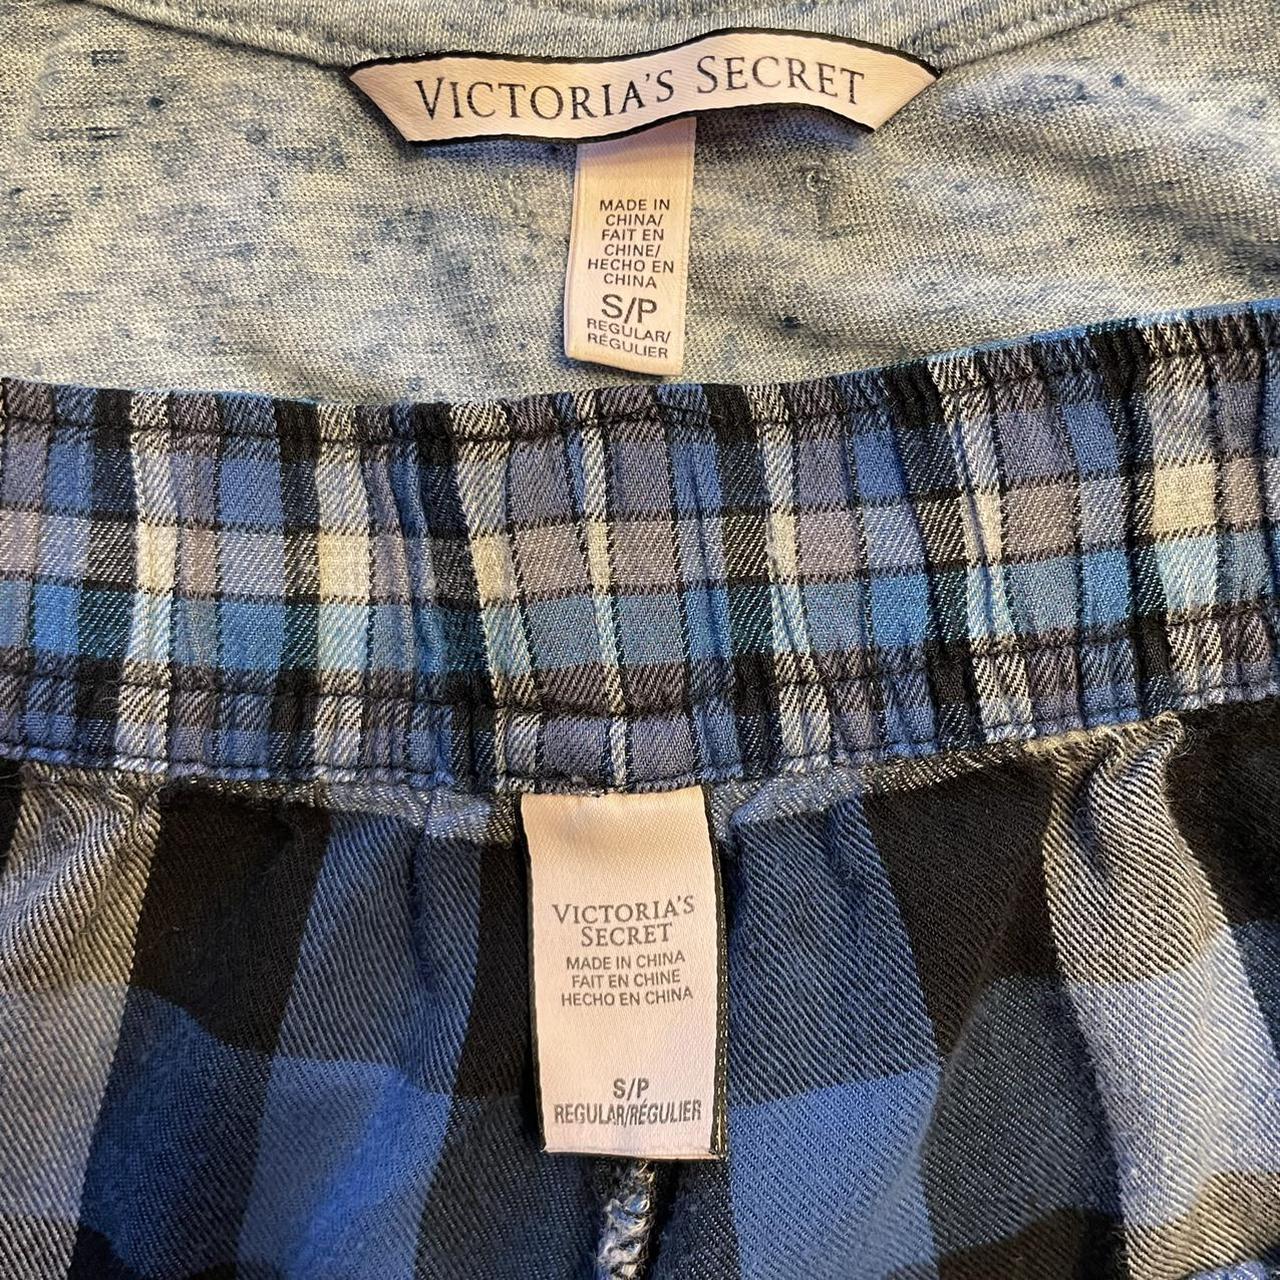 VICTORIA'S SECRET
MADE IN
CHINA/
FAIT EN
CHINE/
HECHO EN
CHINA
S/P
REGULAR/
RÉGULIER
VICTORIA'S
SECRET
MADE IN CHINA
FAIT EN CHINE
HECHO EN CHINA
S/P
REGULAR/RÉGULIER